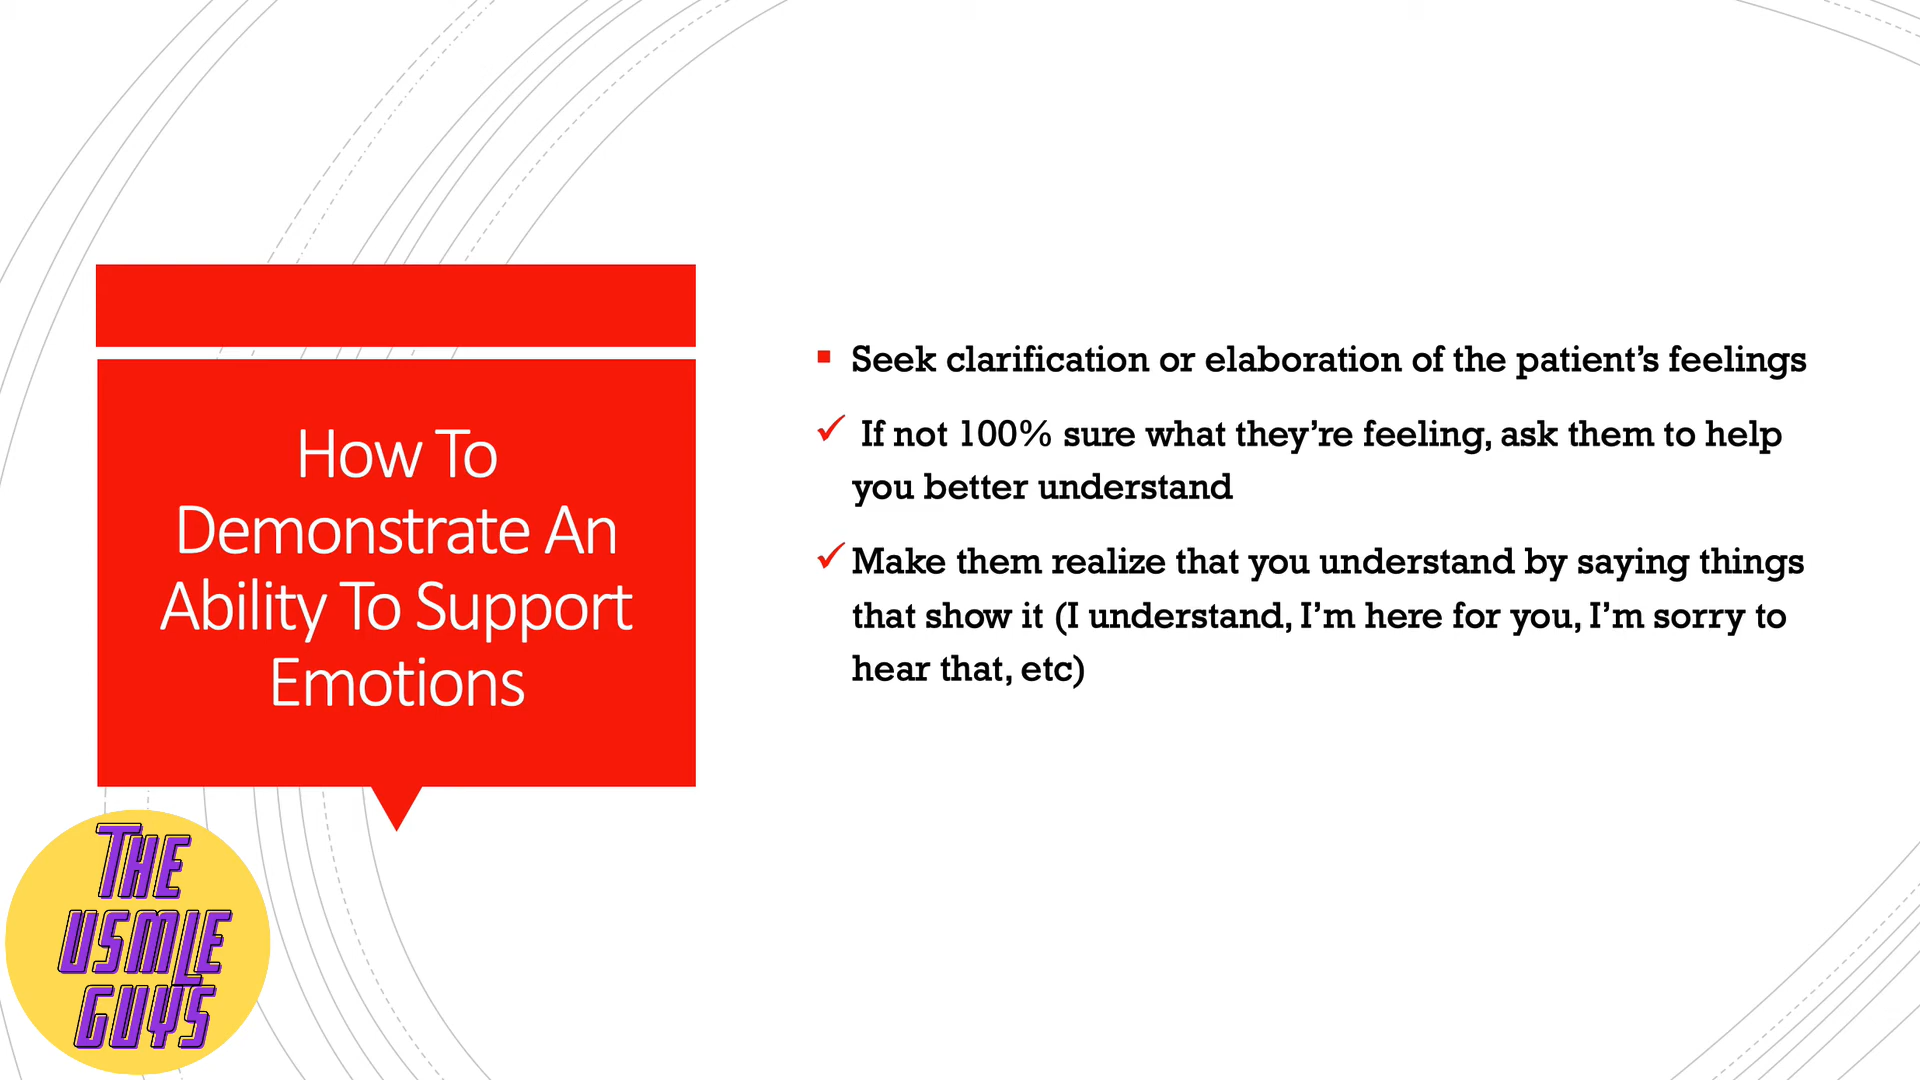 How To
Demonstrate An
Ability To Support
Emotions
Seek clarification or elaboration of the patient’s feelings
If not 100% sure what they’re feeling, ask them to help
you better understand
Make them realize that you understand by saying things
that show it (I understand, I’m here for you, I’m sorry to
hear that, etc)
THE
USMLE
GUYS